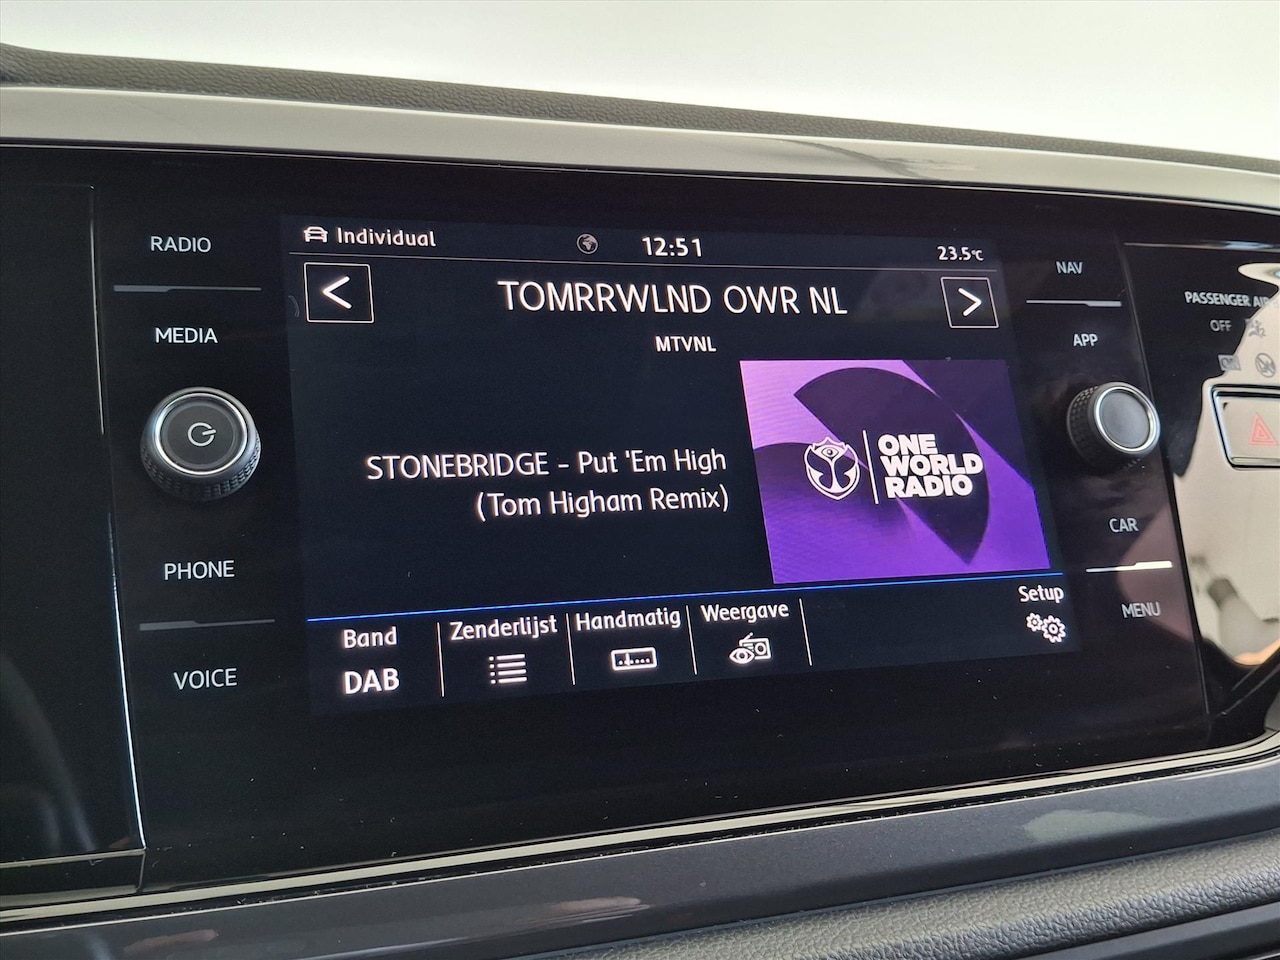 RADIO
MEDIA
PHONE
VOICE
Individual
12:51
23.5°C
<
TOMRRWLND OWR NL
>
MTVNL
STONEBRIDGE - Put 'Em High
(Tom Higham Remix)
ONE
WORLD
RADIO
Band
DAB
Zenderlijst
Handmatig
Weergave
Setup
NAV
APP
CAR
MENU
PASSENGER AIR
OFF
ON